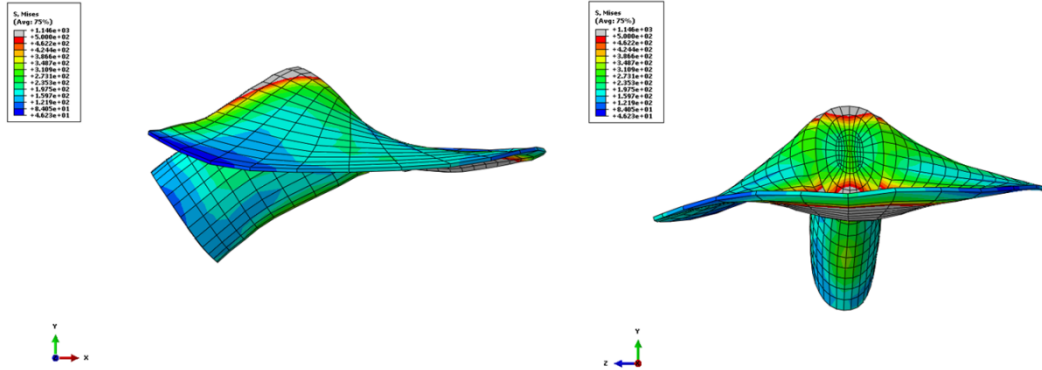 S, Mises
(Avg: 75%)
+1.146e+03
+5.000e+02
+4.622e+02
+4.244e+02
+3.866e+02
+3.487e+02
+3.109e+02
+2.731e+02
+2.353e+02
+1.975e+02
+1.597e+02
+1.219e+02
+8.405e+01
+4.623e+01
Y
X
S, Mises
(Avg: 75%)
+1.146e+03
+5.000e+02
+4.622e+02
+4.244e+02
+3.866e+02
+3.487e+02
+3.109e+02
+2.731e+02
+2.353e+02
+1.975e+02
+1.597e+02
+1.219e+02
+8.405e+01
+4.623e+01
Y
Z